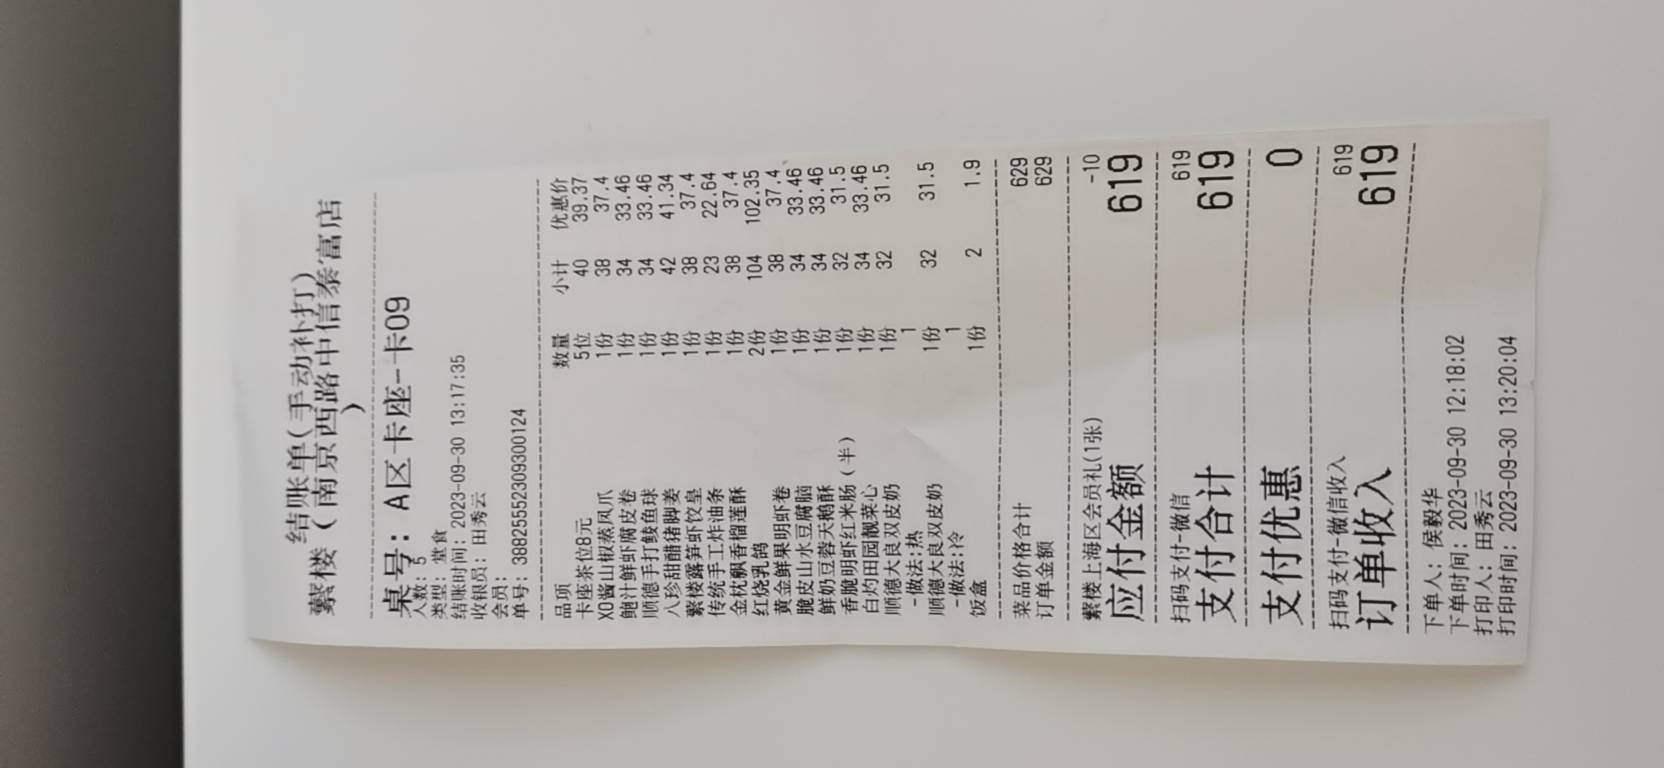 结账单(手动补打)
蘩楼（南京西路中信泰富店
）
桌号：A区卡座-卡09
人数：5
类型：堂食
结账时间：2023-09-30 13:17:35
收银员：田秀云
会员：
单号：3882555230930​0124
品项 数量 小计 优惠价
卡座茶位8元 5位 40 39.37
XO酱山椒蒸凤爪 1份 38 37.4
鲍汁鲜虾腐皮卷 1份 34 33.46
顺德手打鲮鱼球 1份 34 33.46
八珍甜醋猪脚姜 1份 42 41.34
蘩楼露笋虾饺皇 1份 38 37.4
传统手工炸油条 1份 23 22.64
金枕飘香榴莲酥 1份 38 37.4
红烧乳鸽 2份 104 102.35
黄金鲜果明虾卷 1份 38 37.4
脆皮山水豆腐脑 1份 34 33.46
鲜奶豆蓉天鹅酥 1份 34 33.46
香脆明虾红米肠(半) 1份 32 31.5
白灼田园靓菜心 1份 34 33.46
顺德大良双皮奶 1份 32 31.5
-做法:热 1
顺德大良双皮奶 1份 32 31.5
-做法:冷 1
饭盒 1份 2 1.9
菜品价格合计 629
订单金额 629
蘩楼上海区会员礼(1张) -10
应付金额 619
扫码支付-微信 619
支付合计 619
支付优惠 0
扫码支付-微信收入 619
订单收入 619
下单人：侯毅华
下单时间：2023-09-30 12:18:02
打印人：田秀云
打印时间：2023-09-30 13:20:04